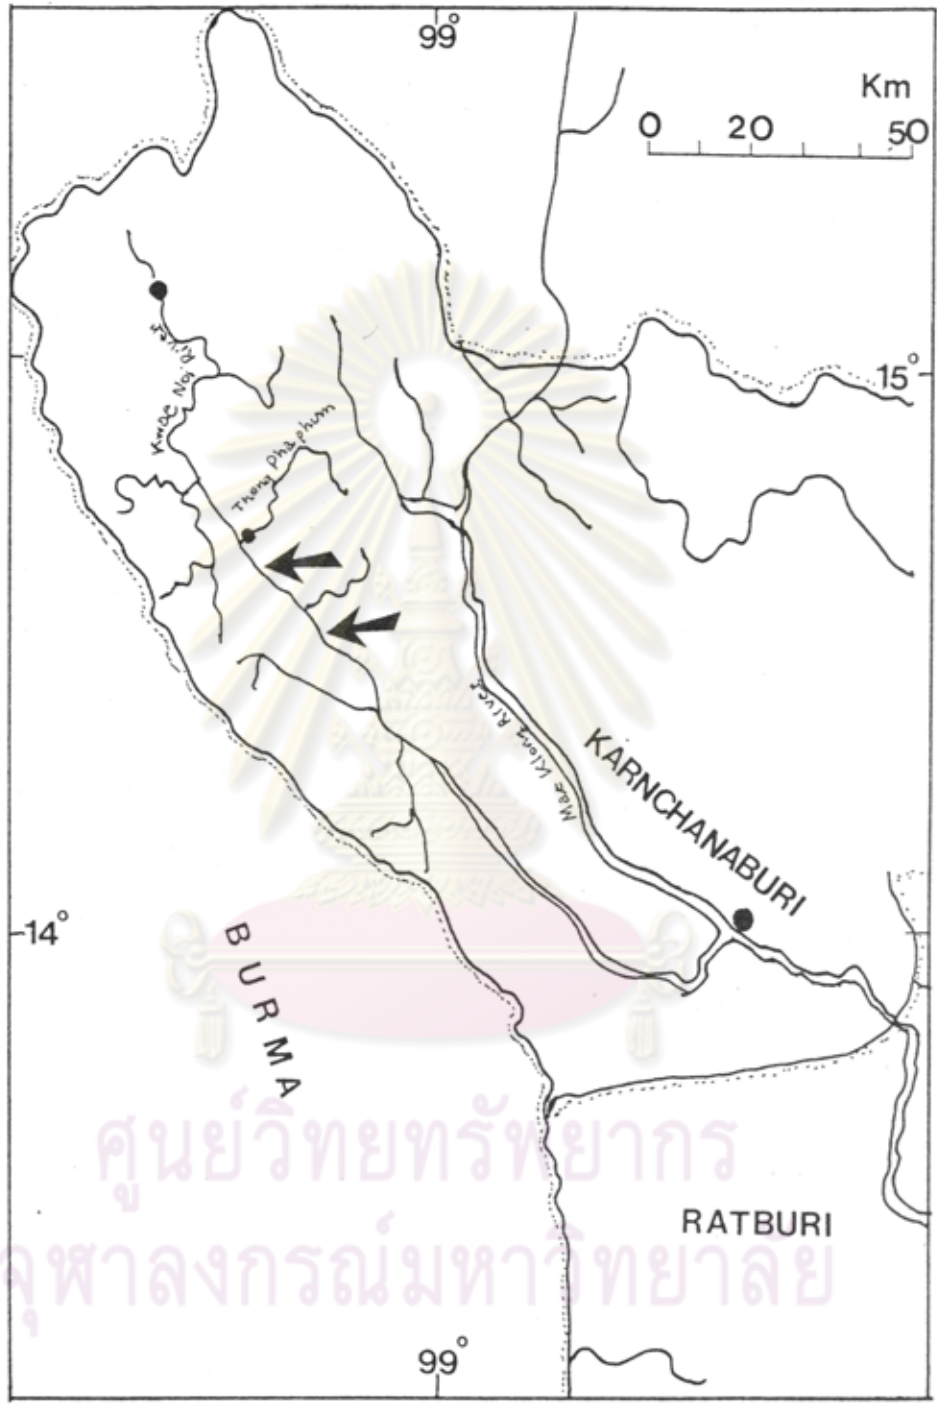 99°
Km
0 20 50
15°
Kwae Noi River
Thong Phaphum
Mae Klong River
KARNCHANABURI
14°
BURMA
ศูนย์วิทยทรัพยากร
RATBURI
จุฬาลงกรณ์มหาวิทยาลัย
99°